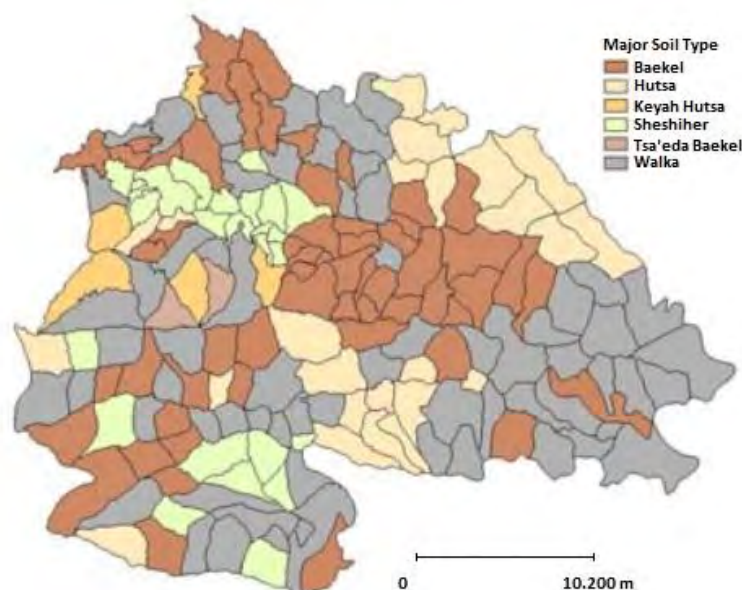 Major Soil Type
Baekel
Hutsa
Keyah Hutsa
Sheshiher
Tsa'eda Baekel
Walka
0 10.200 m